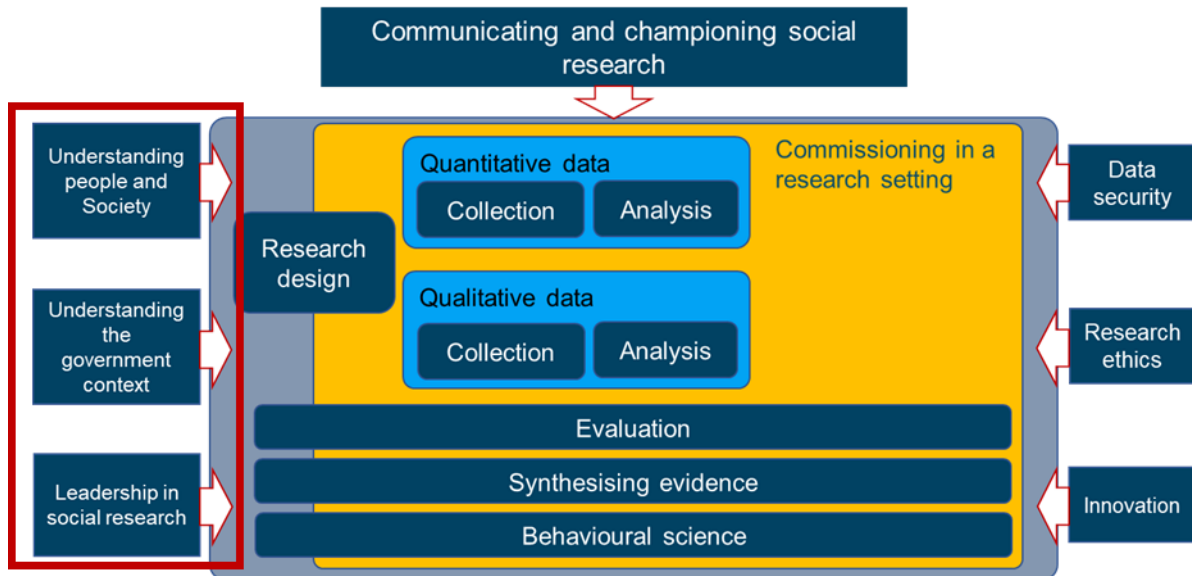 Communicating and championing social
research
Understanding
people and
Society
Understanding
the
government
context
Leadership in
social research
Research
design
Quantitative data
Collection
Analysis
Qualitative data
Collection
Analysis
Commissioning in a
research setting
Evaluation
Synthesising evidence
Behavioural science
Data
security
Research
ethics
Innovation